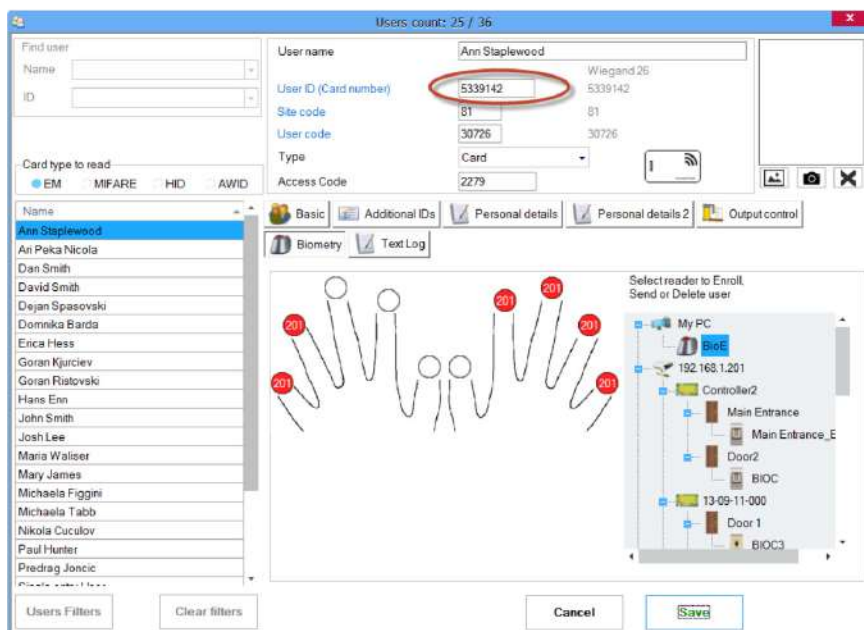 Users count: 25 / 36
x
Find user
Name
ID
Card type to read
EM MIFARE HID AWID
User name Ann Staplewood
Wiegand 26
User ID (Card number) 5339142 5339142
Site code 81 81
User code 30726 30726
Type Card
Access Code 2279
1
Name
Ann Staplewood
Ari Peka Nicola
Dan Smith
David Smith
Dejan Spasovski
Domnika Barda
Erica Hess
Goran Kjurciev
Goran Ristovski
Hans Enn
John Smith
Josh Lee
Maria Waliser
Mary James
Michaela Figgini
Michaela Tabb
Nikola Cuculov
Paul Hunter
Predrag Joncic
Basic Additional IDs Personal details Personal details 2 Output control
Biometry Text Log
201 201
201 201
201 201
Select reader to Enroll,
Send or Delete user
My PC
BioE
192.168.1.201
Controller2
Main Entrance
Main Entrance_E
Door2
BIOC
13-09-11-000
Door 1
BIOC3
Users Filters Clear filters Cancel Save